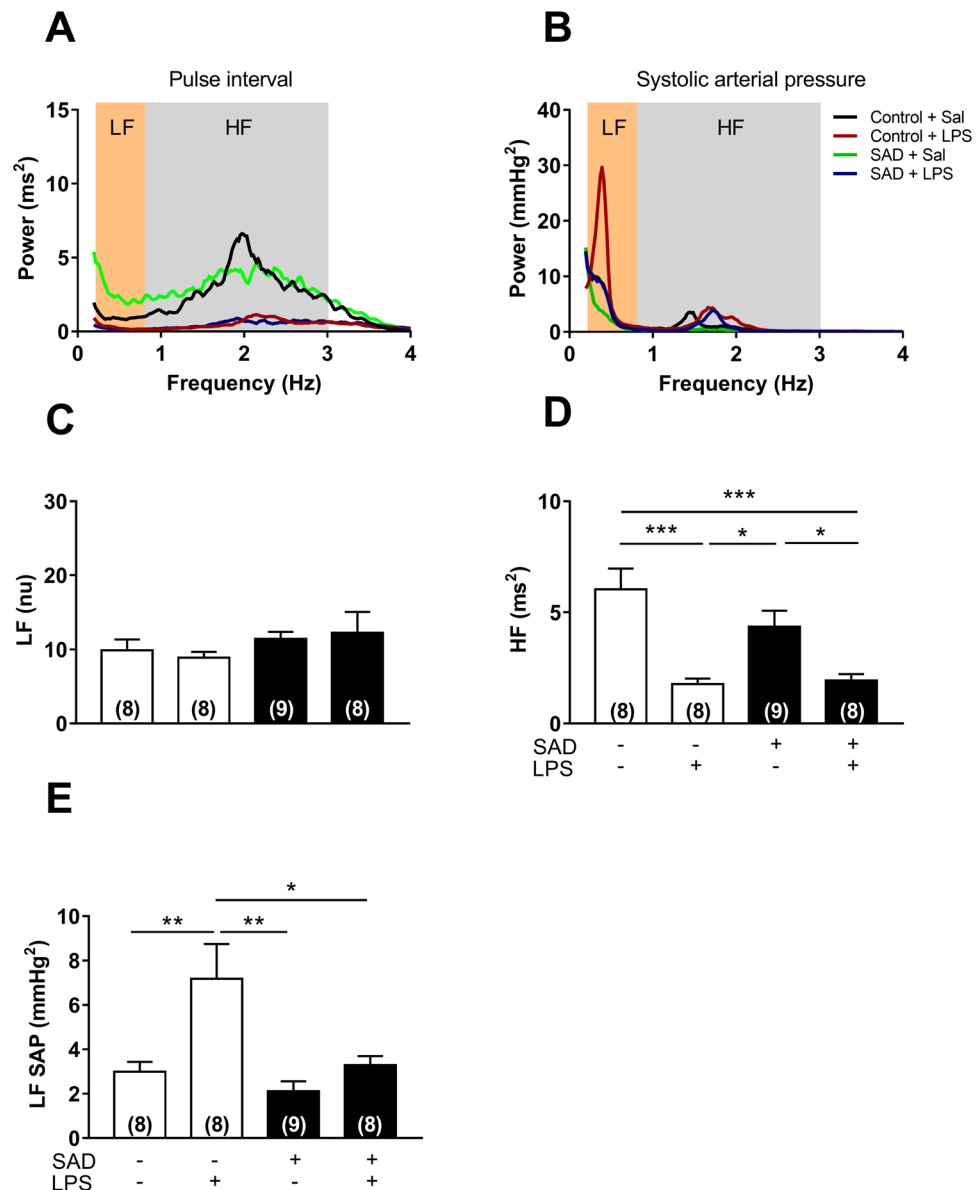 A
B
Pulse interval
Systolic arterial pressure
15
10
5
0
Power (ms²)
LF
HF
0 1 2 3 4
Frequency (Hz)
40
30
20
10
0
Power (mmHg²)
LF
HF
Control + Sal
Control + LPS
SAD + Sal
SAD + LPS
0 1 2 3 4
Frequency (Hz)
C
D
30
20
10
0
LF (nu)
(8) (8) (9) (8)
10
5
0
HF (ms²)
***
*** * *
(8) (8) (9) (8)
SAD - - + +
LPS - + - +
E
10
8
6
4
2
0
LF SAP (mmHg²)
*
** **
(8) (8) (9) (8)
SAD - - + +
LPS - + - +